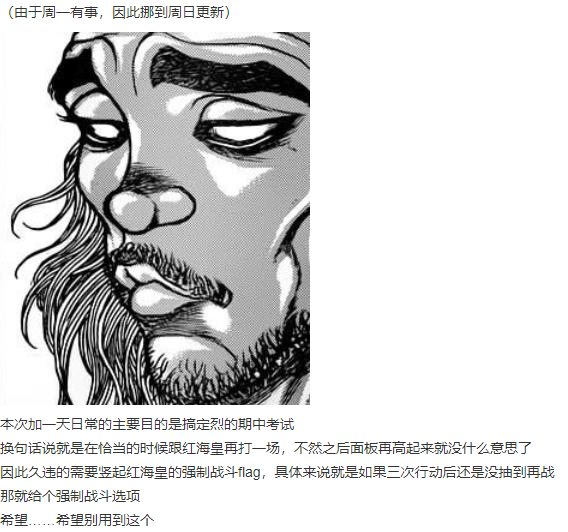 （由于周一有事，因此挪到周日更新）
本次加一天日常的主要目的是搞定烈的期中考试
换句话说就是在恰当的时候跟红海皇再打一场，不然之后面板再高起来就没什么意思了
因此久违的需要竖起红海皇的强制战斗flag，具体来说就是如果三次行动后还是没抽到再战
那就给个强制战斗选项
希望……希望别用到这个